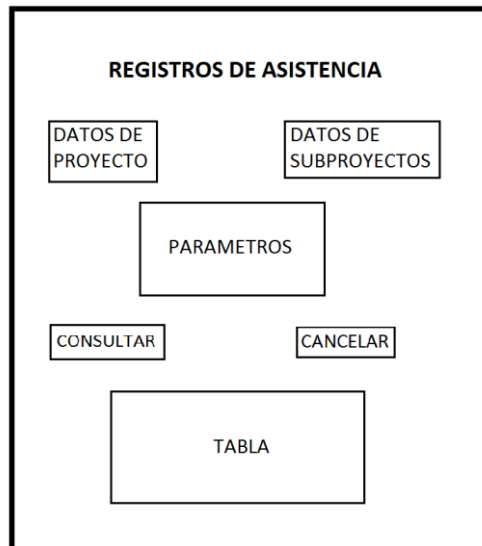 REGISTROS DE ASISTENCIA
DATOS DE
PROYECTO
DATOS DE
SUBPROYECTOS
PARAMETROS
CONSULTAR
CANCELAR
TABLA